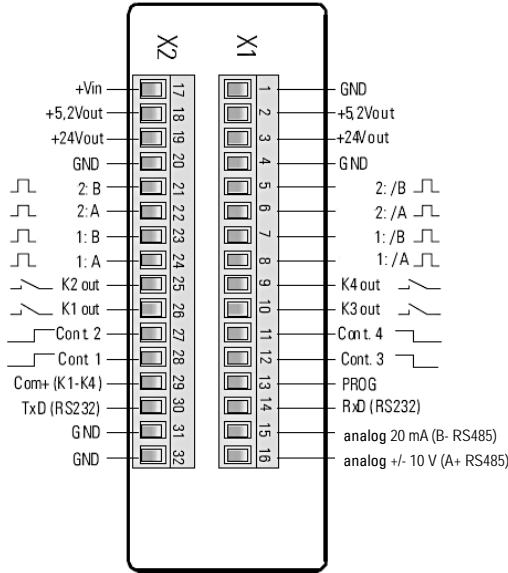 X2 X1
+Vin 17 1 GND
+5,2Vout 18 2 +5,2Vout
+24Vout 19 3 +24Vout
GND 20 4 GND
2: B 21 5 2: /B
2: A 22 6 2: /A
1: B 23 7 1: /B
1: A 24 8 1: /A
K2 out 25 9 K4 out
K1 out 26 10 K3 out
Cont. 2 27 11 Cont. 4
Cont. 1 28 12 Cont. 3
Com+ (K1-K4) 29 13 PROG
TxD (RS232) 30 14 RxD (RS232)
GND 31 15 analog 20 mA (B- RS485)
GND 32 16 analog +/- 10 V (A+ RS485)